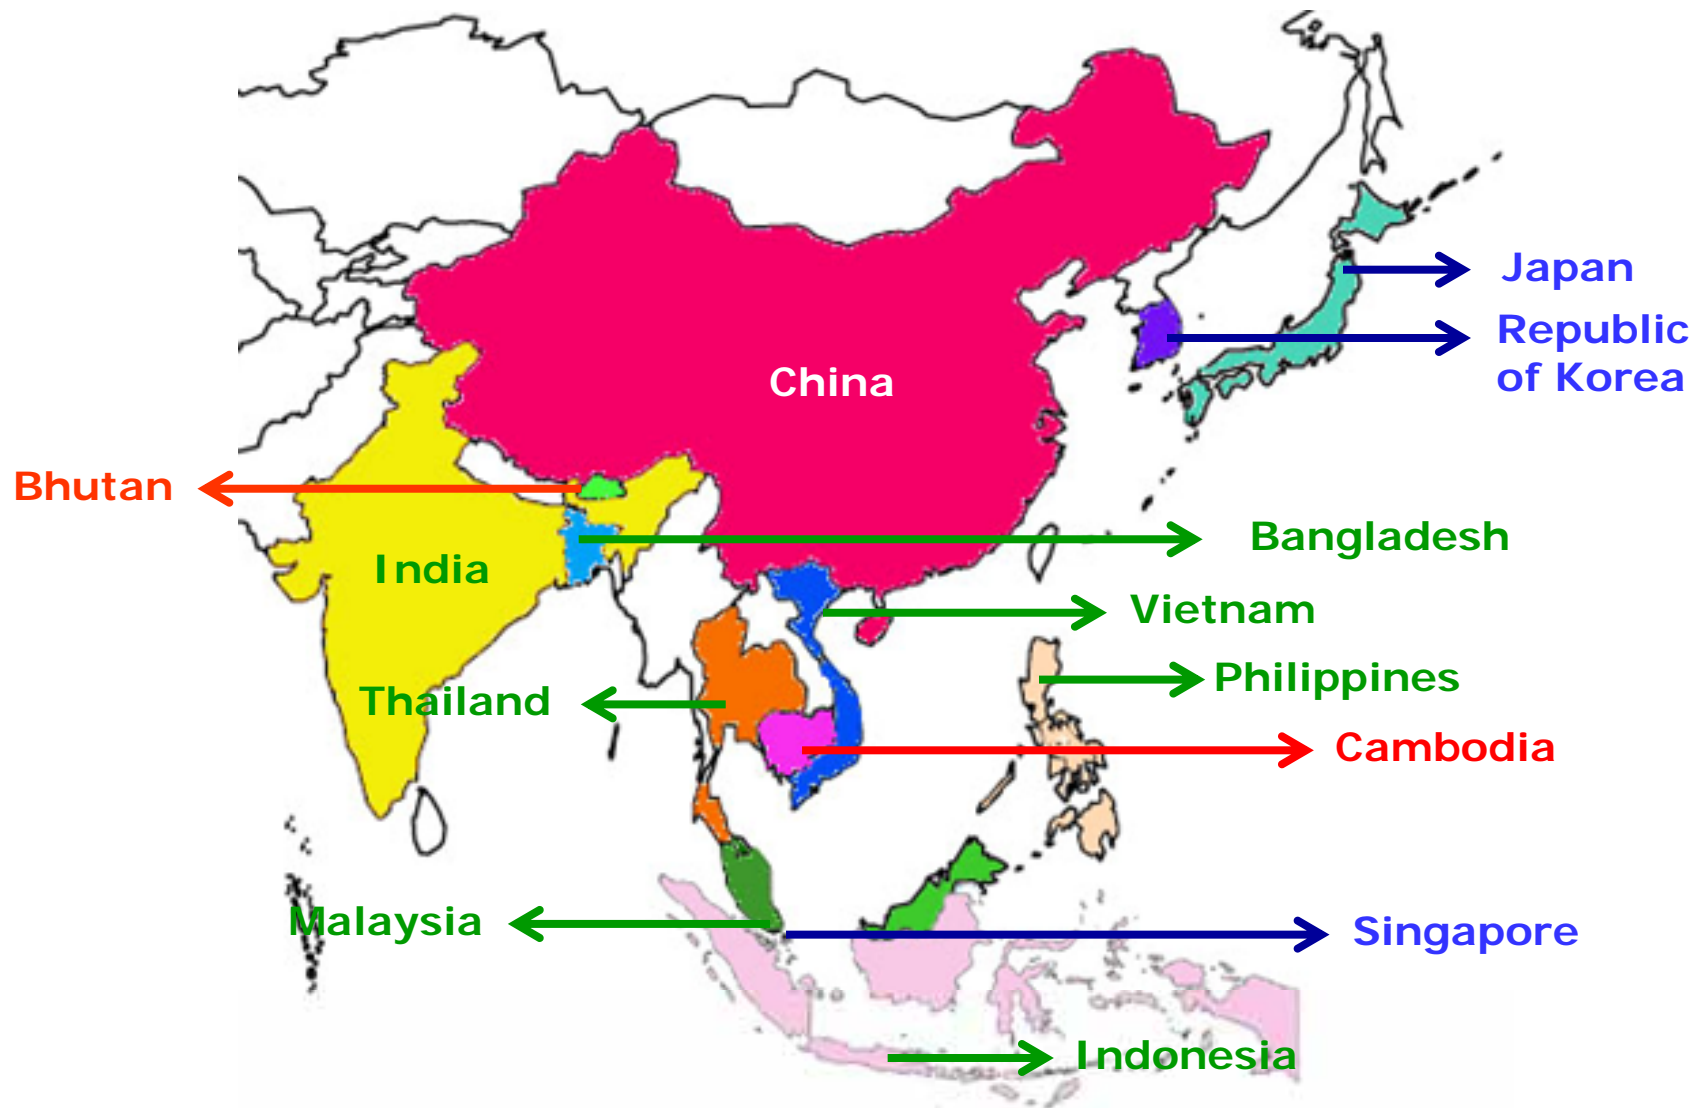 Japan
Republic
of Korea
China
Bhutan
Bangladesh
India
Vietnam
Philippines
Thailand
Cambodia
Malaysia
Singapore
Indonesia